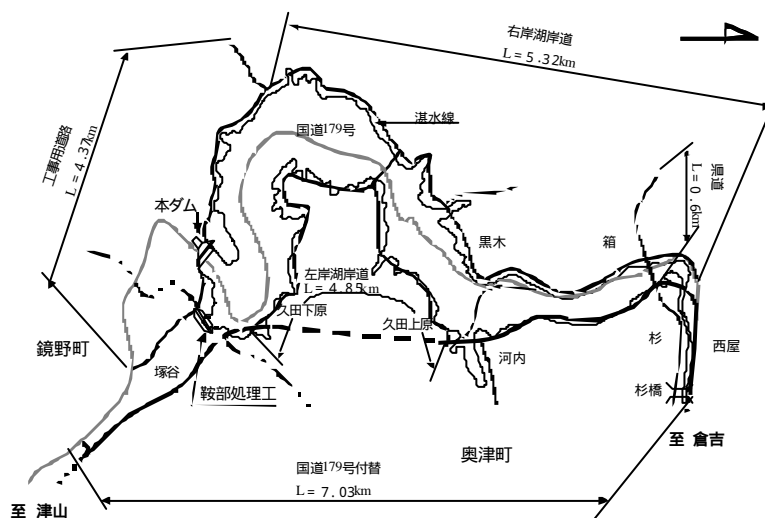 右岸湖岸道
L=5.32km
工事用道路
L=4.37km
国道179号
湛水線
県道
L=0.6km
本ダム
黒木
箱
左岸湖岸道
L=4.85km
久田下原
久田上原
鏡野町
塚谷
鞍部処理工
河内
杉
西屋
杉橋
奥津町
至 倉吉
国道179号付替
L=7.03km
至 津山